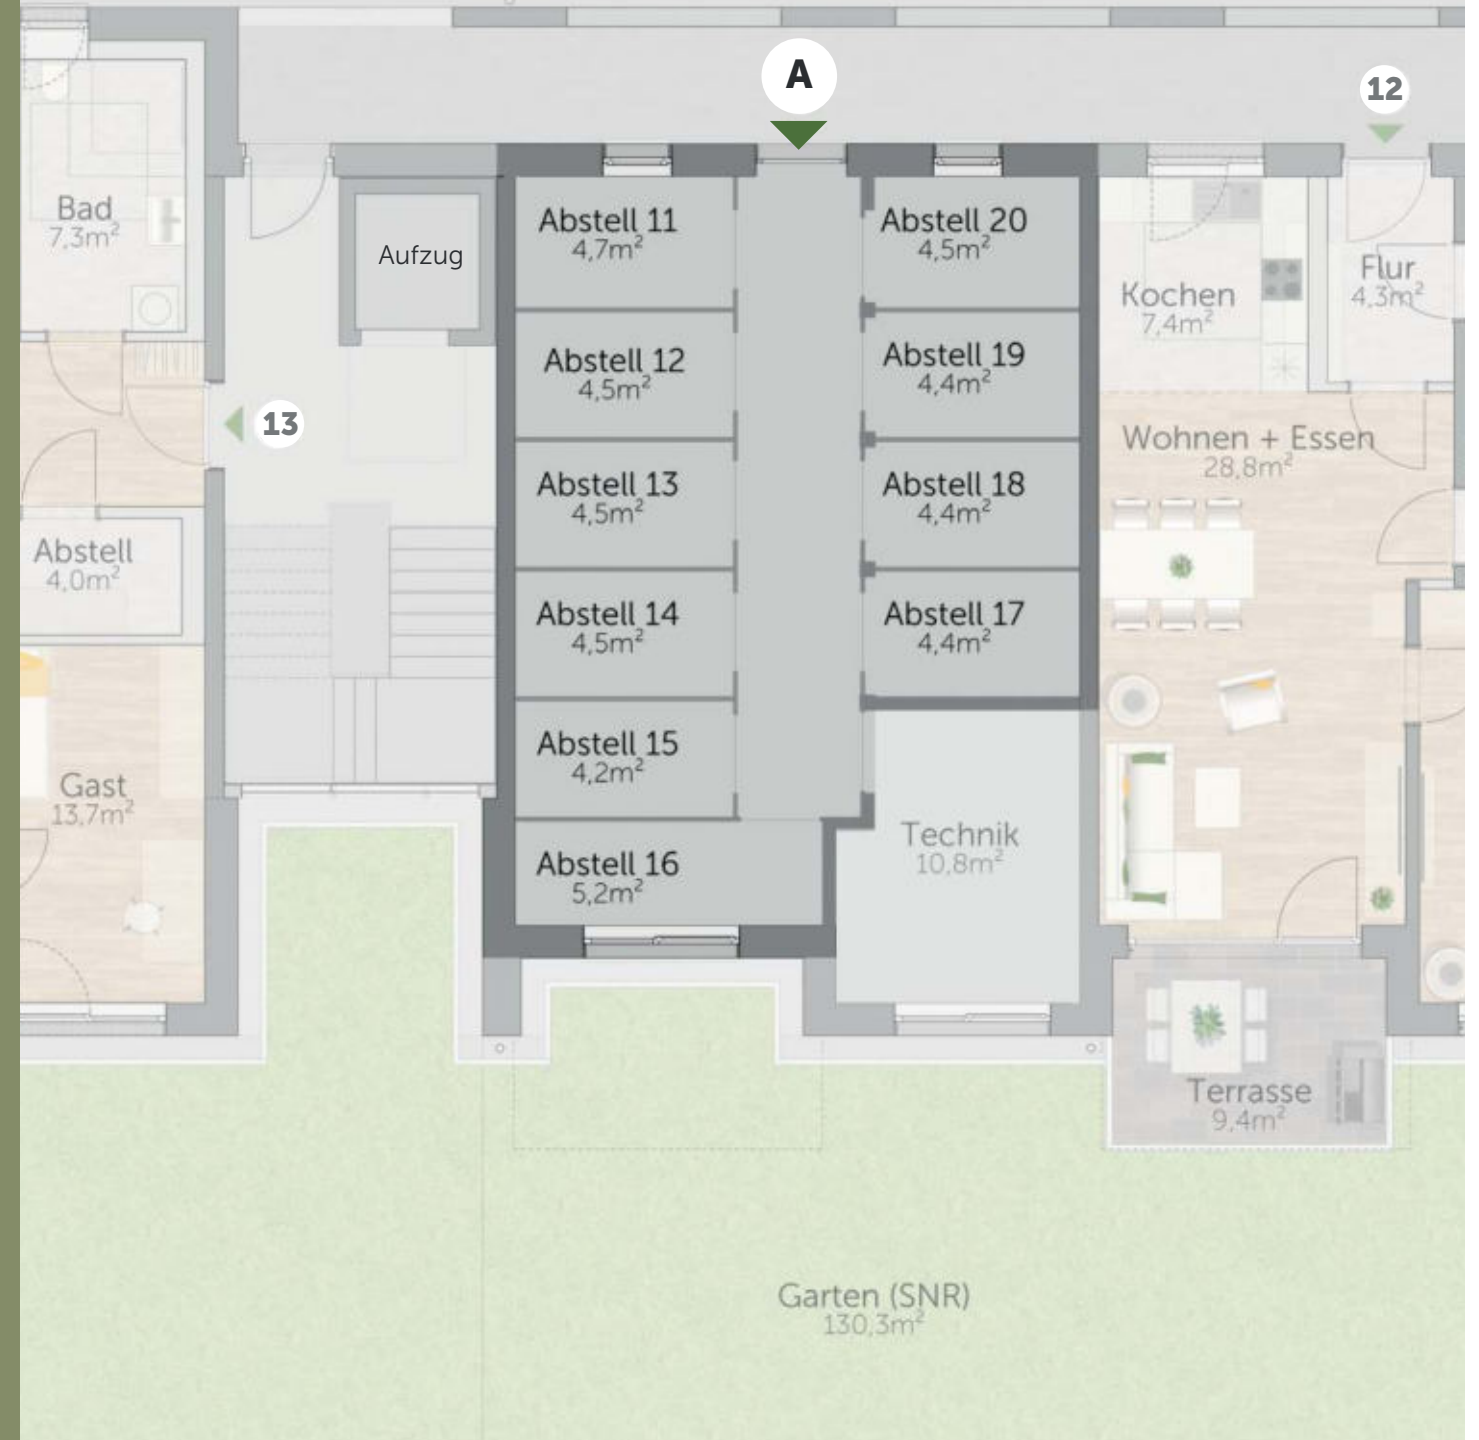 A
12
Bad
7,3m²
Aufzug
Abstell 11
4,7m²
Abstell 20
4,5m²
Kochen
7,4m²
Flur
4,3m²
Abstell 12
4,5m²
Abstell 19
4,4m²
13
Wohnen + Essen
28,8m²
Abstell 13
4,5m²
Abstell 18
4,4m²
Abstell
4,0m²
Abstell 14
4,5m²
Abstell 17
4,4m²
Gast
13,7m²
Abstell 15
4,2m²
Technik
10,8m²
Abstell 16
5,2m²
Terrasse
9,4m²
Garten (SNR)
130,3m²